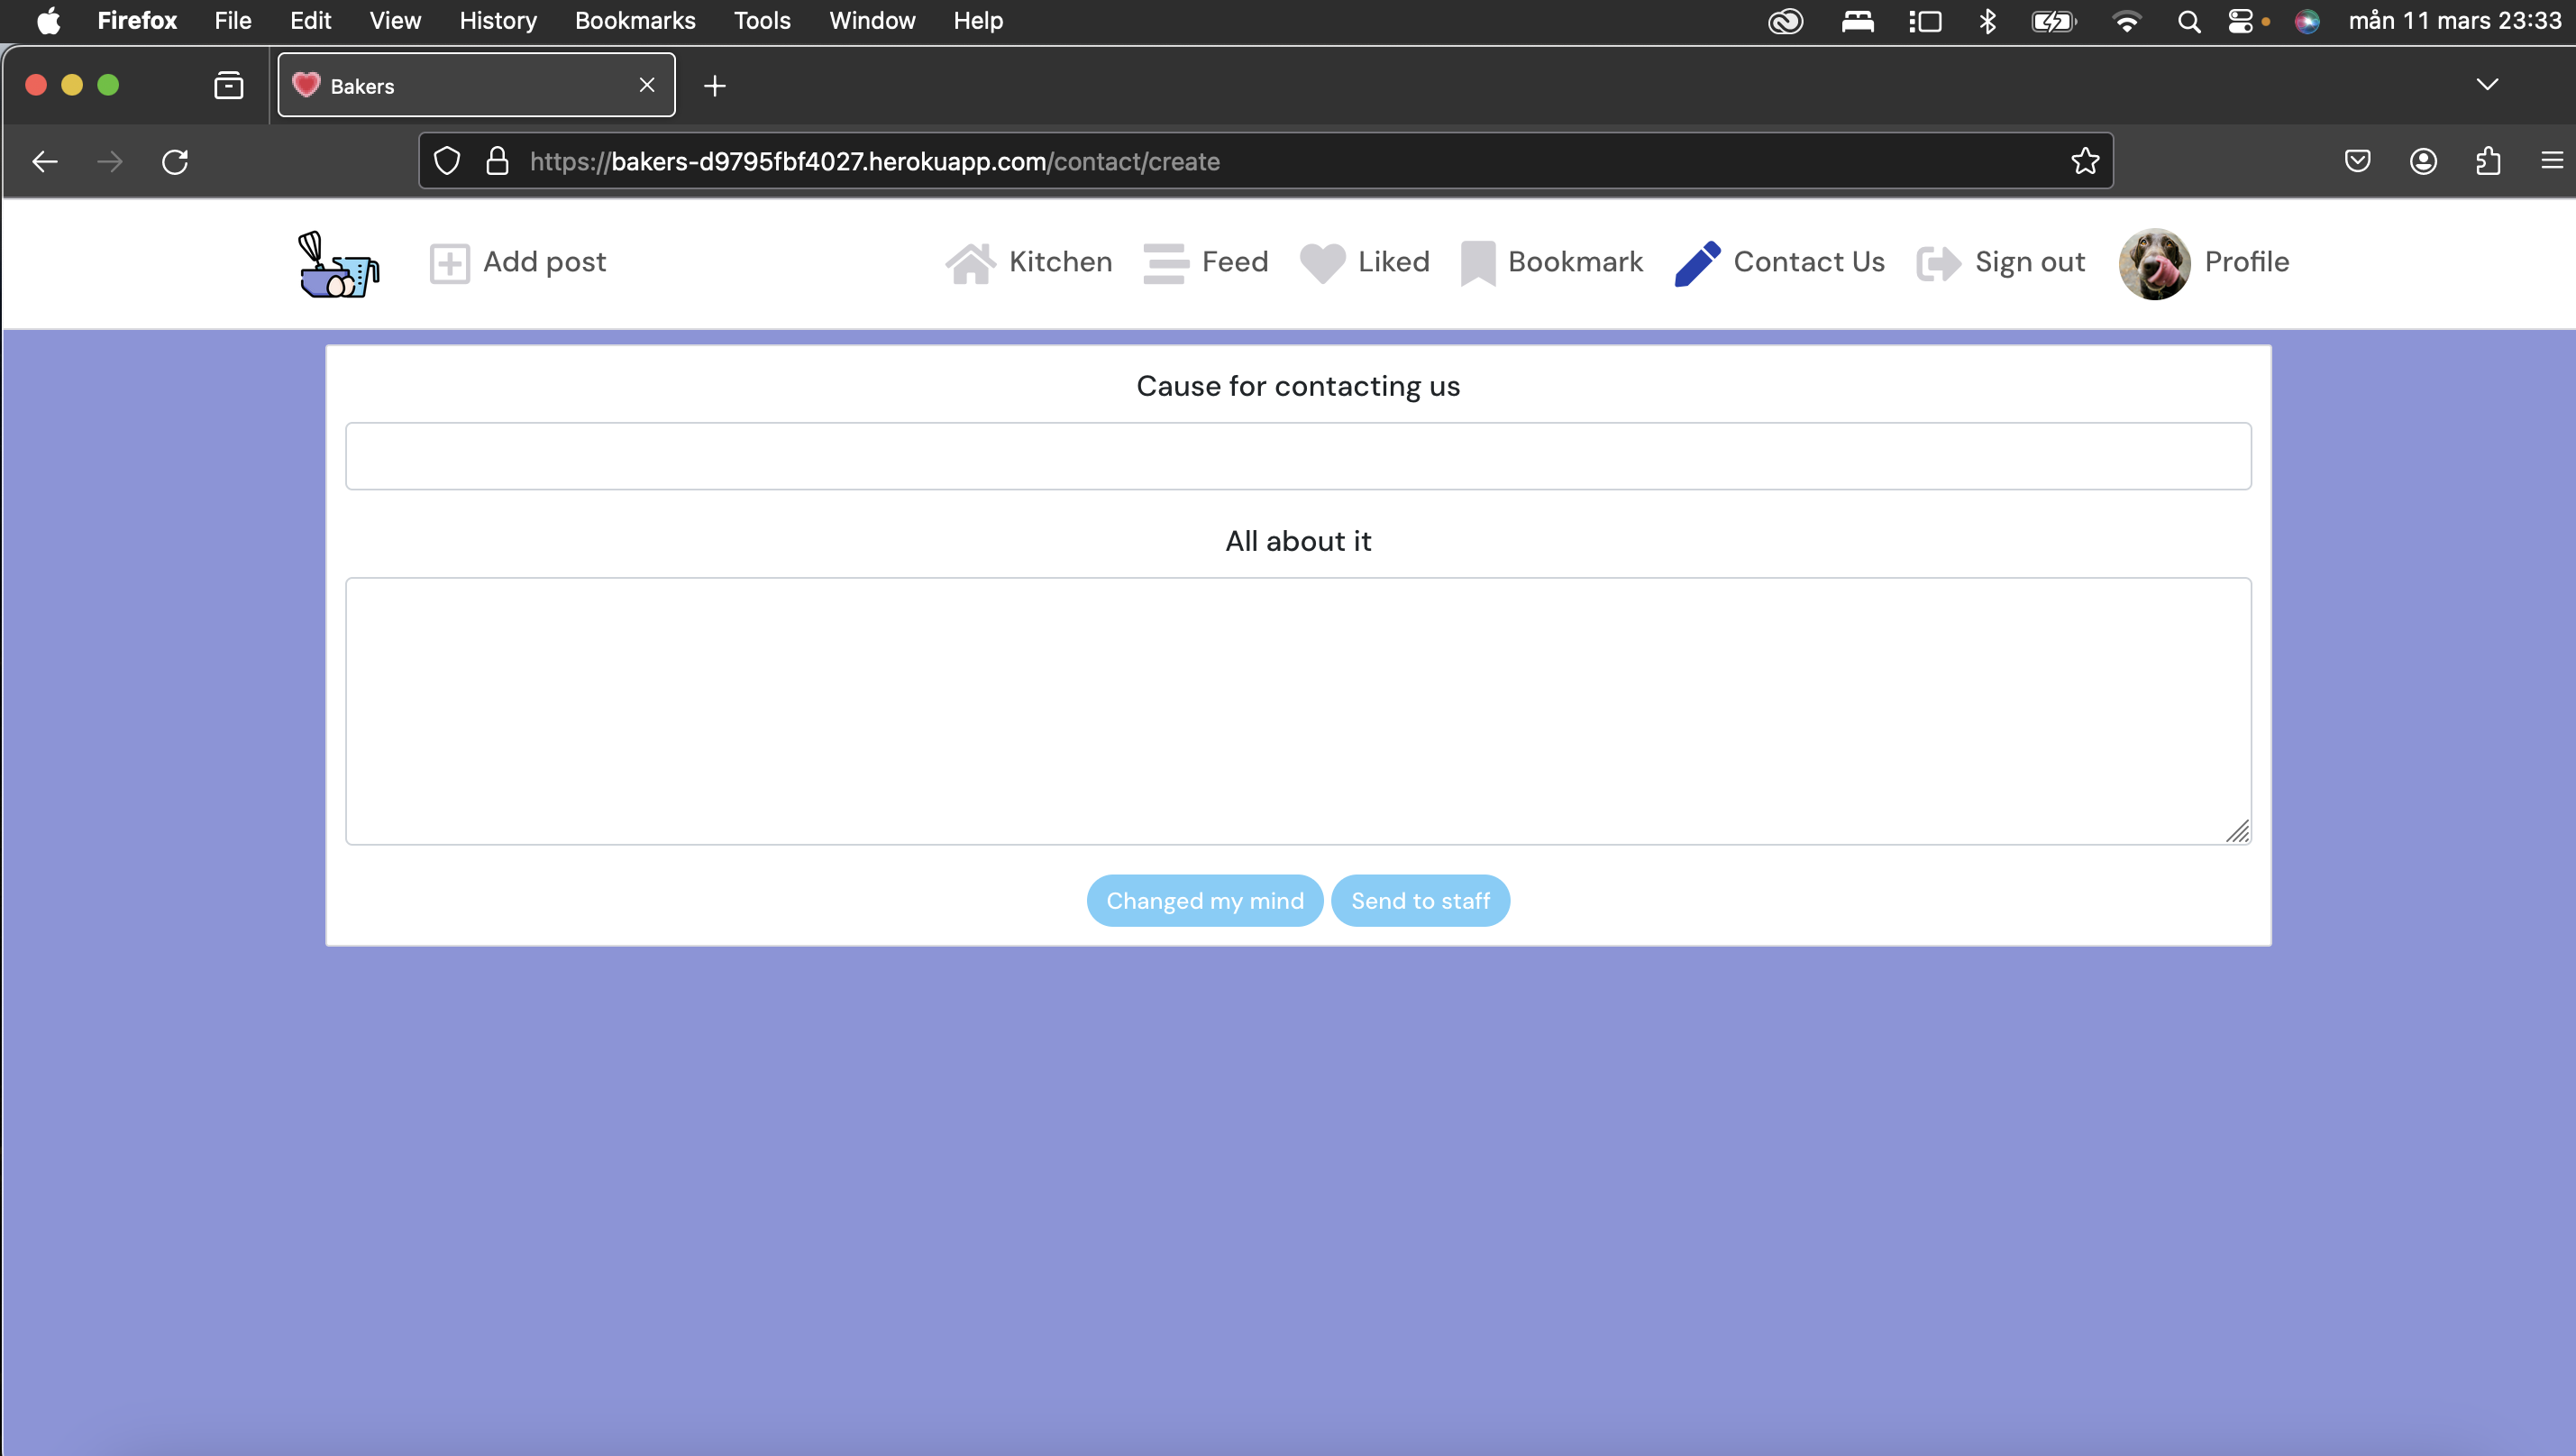 Firefox File Edit View History Bookmarks Tools Window Help mån 11 mars 23:33
Bakers
https://bakers-d9795fbf4027.herokuapp.com/contact/create
Add post Kitchen Feed Liked Bookmark Contact Us Sign out Profile
Cause for contacting us
All about it
Changed my mind Send to staff